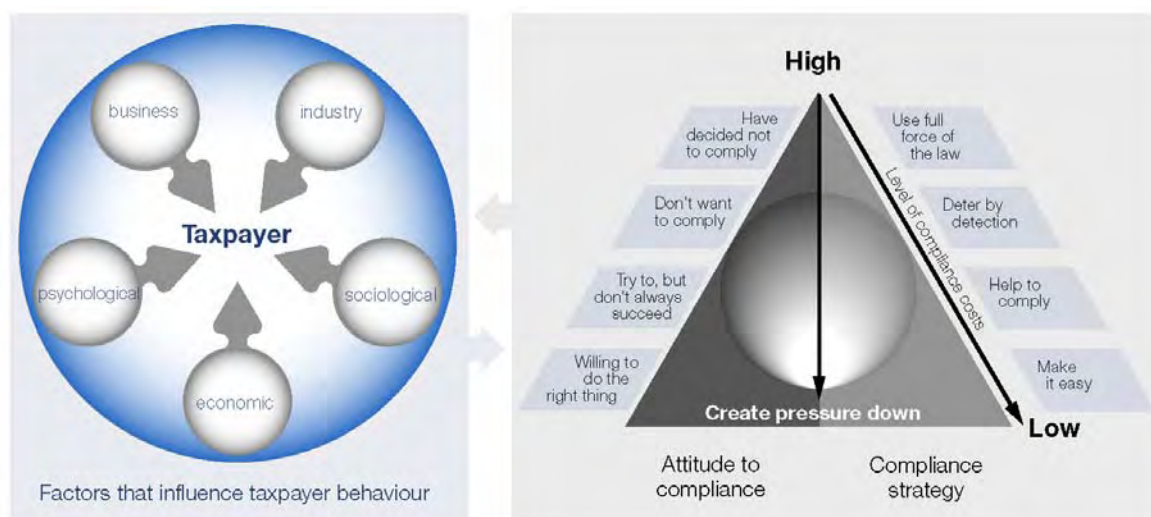 business
industry
Taxpayer
psychological
sociological
economic
Factors that influence taxpayer behaviour
High
Have
decided not
to comply
Use full
force of
the law
Don't want
to comply
Deter by
detection
Try to, but
don't always
succeed
Help to
comply
Willing to
do the
right thing
Make
it easy
Level of compliance costs
Create pressure down
Low
Attitude to
compliance
Compliance
strategy